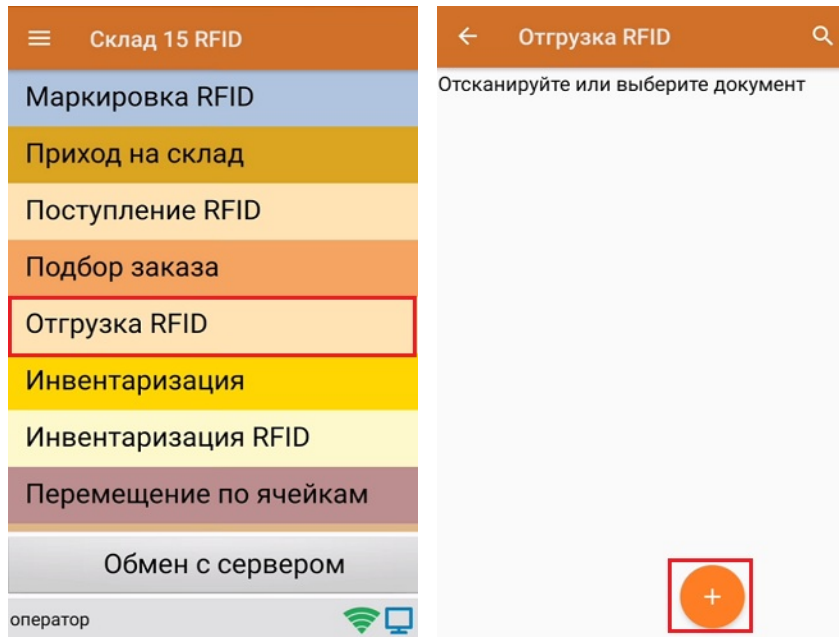 Склад 15 RFID
Маркировка RFID
Приход на склад
Поступление RFID
Подбор заказа
Отгрузка RFID
Инвентаризация
Инвентаризация RFID
Перемещение по ячейкам
Обмен с сервером
оператор
Отгрузка RFID
Отсканируйте или выберите документ
+